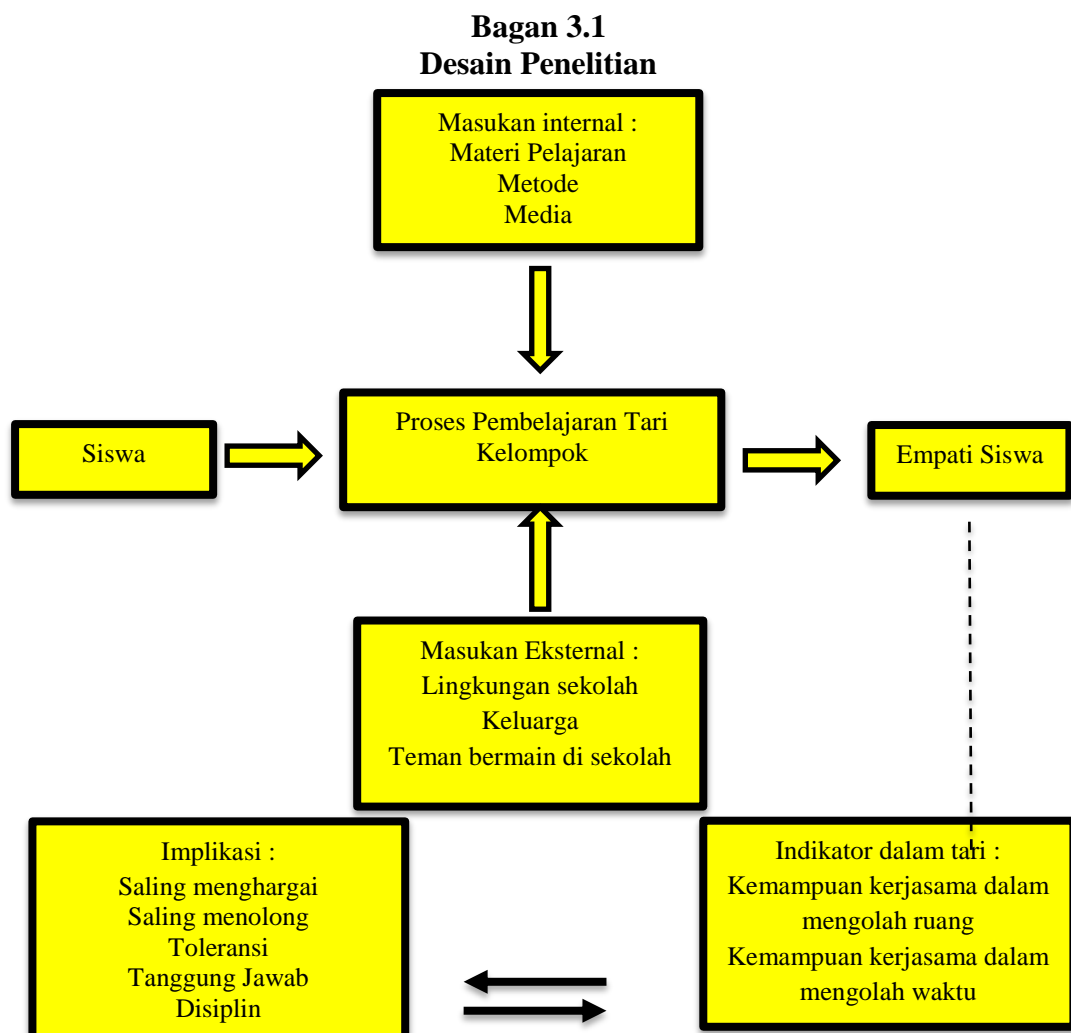 Bagan 3.1
Desain Penelitian
Masukan internal :
Materi Pelajaran
Metode
Media
Siswa
Proses Pembelajaran Tari
Kelompok
Empati Siswa
Masukan Eksternal :
Lingkungan sekolah
Keluarga
Teman bermain di sekolah
Implikasi :
Saling menghargai
Saling menolong
Toleransi
Tanggung Jawab
Disiplin
Indikator dalam tari :
Kemampuan kerjasama dalam
mengolah ruang
Kemampuan kerjasama dalam
mengolah waktu